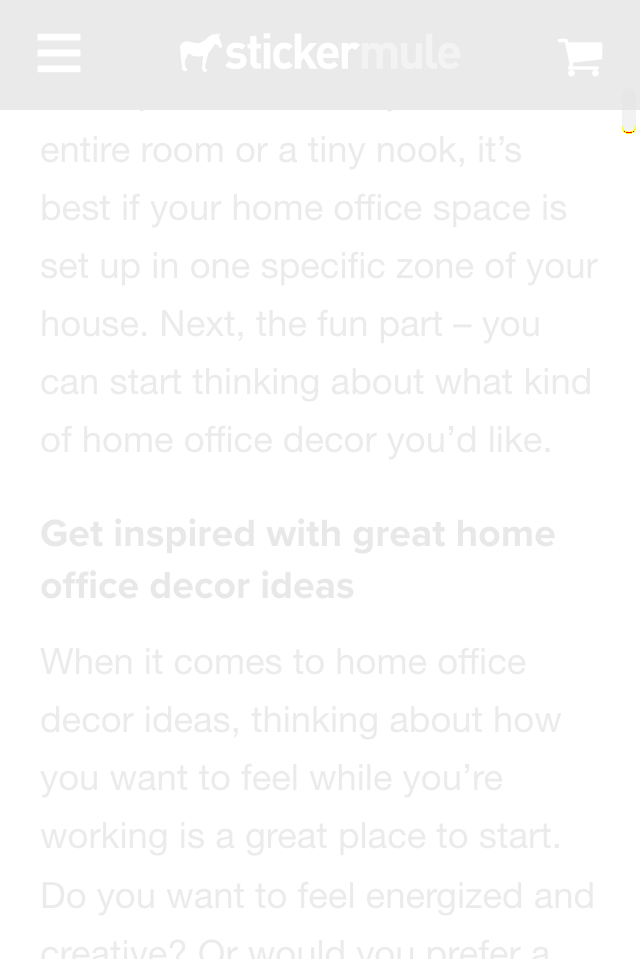 stickermule
entire room or a tiny nook, it’s
best if your home office space is
set up in one specific zone of your
house. Next, the fun part – you
can start thinking about what kind
of home office decor you’d like.
Get inspired with great home
office decor ideas
When it comes to home office
decor ideas, thinking about how
you want to feel while you’re
working is a great place to start.
Do you want to feel energized and
creative? Or would you prefer a